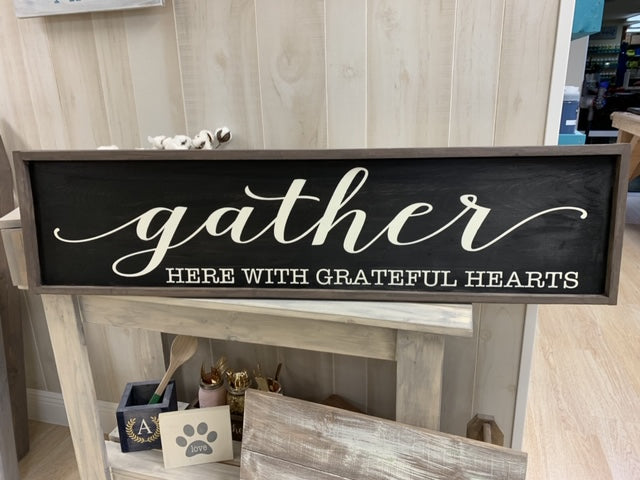 gather
HERE WITH GRATEFUL HEARTS
A
love